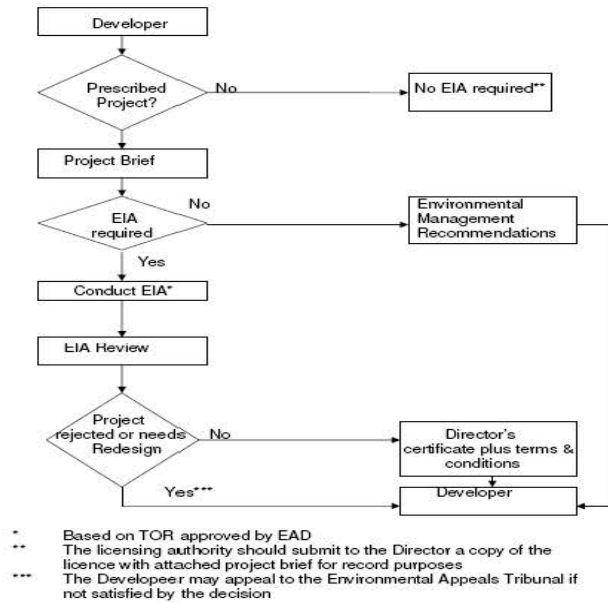 Developer
Prescribed
Project?
No
No EIA required**
Project Brief
EIA
required
No
Environmental
Management
Recommendations
Yes
Conduct EIA*
EIA Review
Project
rejected or needs
Redesign
No
Director's
certificate plus terms &
conditions
Yes***
Developer
* Based on TOR approved by EAD
** The licensing authority should submit to the Director a copy of the
licence with attached project brief for record purposes
*** The Developeer may appeal to the Environmental Appeals Tribunal if
not satisfied by the decision